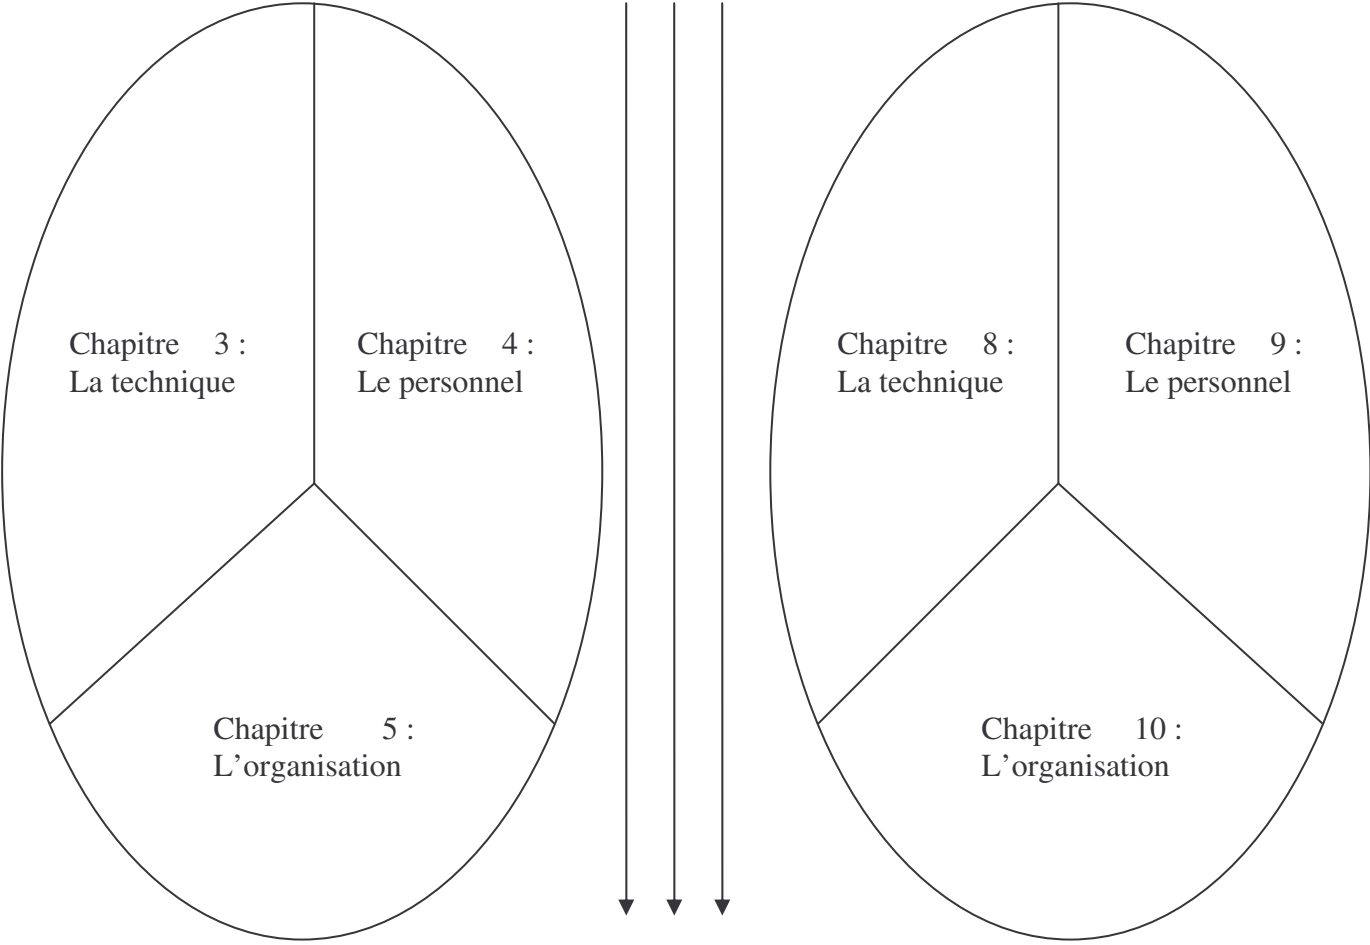 Chapitre 3 :
La technique
Chapitre 4 :
Le personnel
Chapitre 5 :
L’organisation
Chapitre 8 :
La technique
Chapitre 9 :
Le personnel
Chapitre 10 :
L’organisation